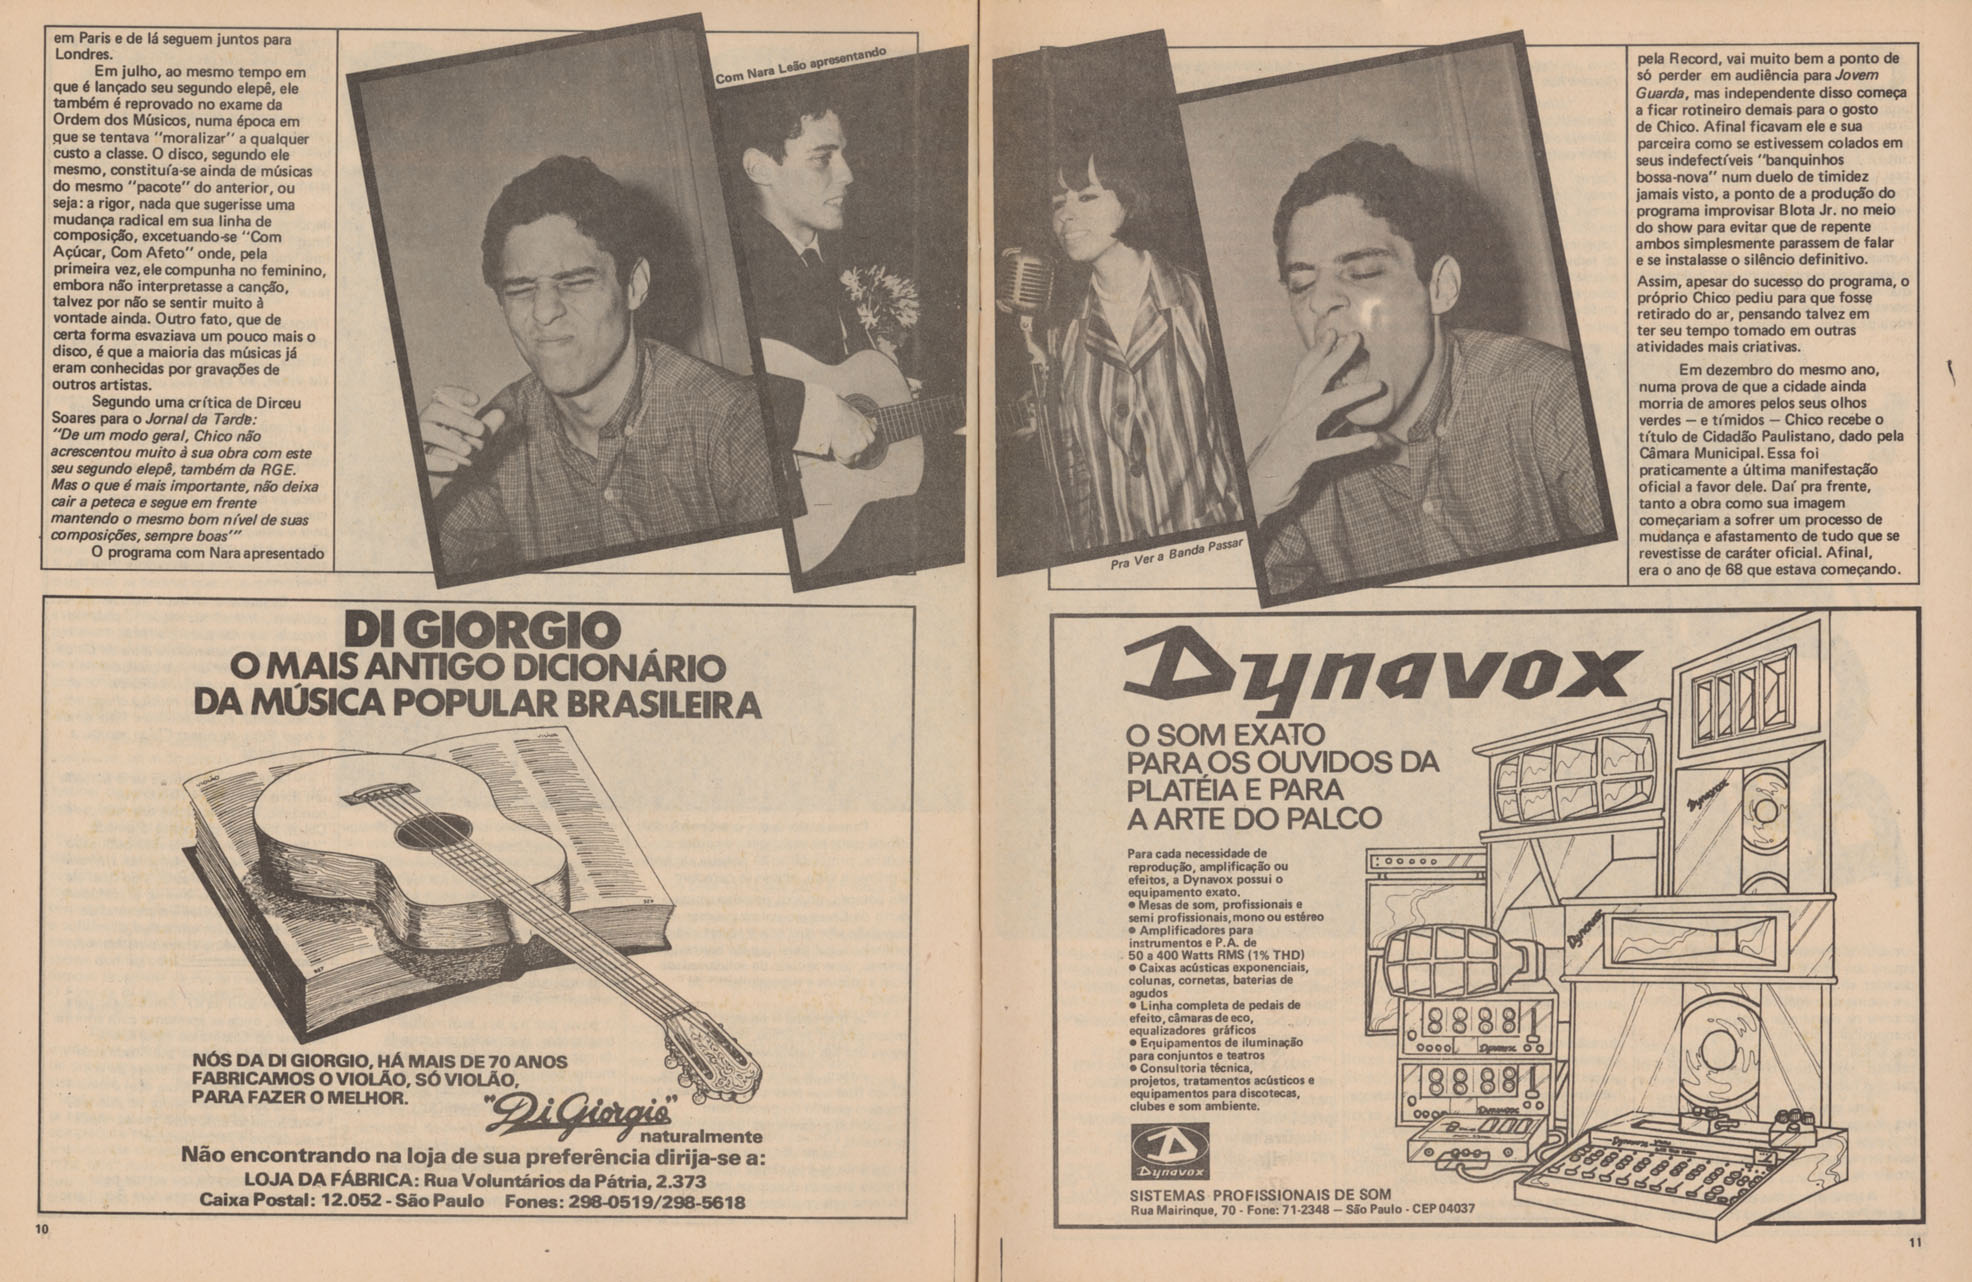 em Paris e de lá seguem juntos para
Londres.
Em julho, ao mesmo tempo em
que é lançado seu segundo elepê, ele
também é reprovado no exame da
Ordem dos Músicos, numa época em
que se tentava "moralizar" a qualquer
custo a classe. O disco, segundo ele
mesmo, constituía-se ainda de músicas
do mesmo "pacote" do anterior, ou
seja: a rigor, nada que sugerisse uma
mudança radical em sua linha de
composição, excetuando-se "Com
Açúcar, Com Afeto" onde, pela
primeira vez, ele compunha no feminino,
embora não interpretasse a canção,
talvez por não se sentir muito à
vontade ainda. Outro fato, que de
certa forma esvaziava um pouco mais o
disco, é que a maioria das músicas já
eram conhecidas por gravações de
outros artistas.
Segundo uma crítica de Dirceu
Soares para o Jornal da Tarde:
"De um modo geral, Chico não
acrescentou muito à sua obra com este
seu segundo elepê, também da RGE.
Mas o que é mais importante, não deixa
cair a peteca e segue em frente
mantendo o mesmo bom nível de suas
composições, sempre boas'"
O programa com Nara apresentado
Com Nara Leão apresentando
Pra Ver a Banda Passar
pela Record, vai muito bem a ponto de
só perder em audiência para Jovem
Guarda, mas independente disso começa
a ficar rotineiro demais para o gosto
de Chico. Afinal ficavam ele e sua
parceira como se estivessem colados em
seus indefectíveis "banquinhos
bossa-nova" num duelo de timidez
jamais visto, a ponto de a produção do
programa improvisar Blota Jr. no meio
do show para evitar que de repente
ambos simplesmente parassem de falar
e se instalasse o silêncio definitivo.
Assim, apesar do sucesso do programa, o
próprio Chico pediu para que fosse
retirado do ar, pensando talvez em
ter seu tempo tomado em outras
atividades mais criativas.
Em dezembro do mesmo ano,
numa prova de que a cidade ainda
morria de amores pelos seus olhos
verdes — e tímidos — Chico recebe o
título de Cidadão Paulistano, dado pela
Câmara Municipal. Essa foi
praticamente a última manifestação
oficial a favor dele. Daí pra frente,
tanto a obra como sua imagem
começariam a sofrer um processo de
mudança e afastamento de tudo que se
revestisse de caráter oficial. Afinal,
era o ano de 68 que estava começando.
DI GIORGIO
O MAIS ANTIGO DICIONÁRIO
DA MÚSICA POPULAR BRASILEIRA
VIOLÃO
NÓS DA DI GIORGIO, HÁ MAIS DE 70 ANOS
FABRICAMOS O VIOLÃO, SÓ VIOLÃO,
PARA FAZER O MELHOR.
"Di Giorgio"
naturalmente
Não encontrando na loja de sua preferência dirija-se a:
LOJA DA FÁBRICA: Rua Voluntários da Pátria, 2.373
Caixa Postal: 12.052 - São Paulo Fones: 298-0519/298-5618
10
Dynavox
O SOM EXATO
PARA OS OUVIDOS DA
PLATÉIA E PARA
A ARTE DO PALCO
Para cada necessidade de
reprodução, amplificação ou
efeitos, a Dynavox possui o
equipamento exato.
• Mesas de som, profissionais e
semi profissionais, mono ou estéreo
• Amplificadores para
instrumentos e P.A. de
50 a 400 Watts RMS (1% THD)
• Caixas acústicas exponenciais,
colunas, cornetas, baterias de
agudos
• Linha completa de pedais de
efeito, câmaras de eco,
equalizadores gráficos
• Equipamentos de iluminação
para conjuntos e teatros
• Consultoria técnica,
projetos, tratamentos acústicos e
equipamentos para discotecas,
clubes e som ambiente.
Dynavox
Dynavox
Dynavox
Dynavox
Dynavox
Dynavox
SISTEMAS PROFISSIONAIS DE SOM
Rua Mairinque, 70 - Fone: 71-2348 — São Paulo - CEP 04037
11